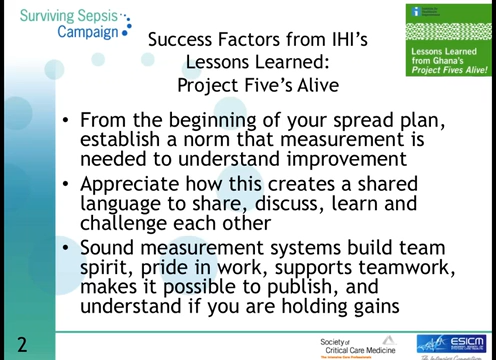 Surviving Sepsis
Campaign
Success Factors from IHI's
Lessons Learned:
Project Five's Alive
Lessons Learned
from Ghana's
Project Fives Alive!
• From the beginning of your spread plan,
establish a norm that measurement is
needed to understand improvement
• Appreciate how this creates a shared
language to share, discuss, learn and
challenge each other
• Sound measurement systems build team
spirit, pride in work, supports teamwork,
makes it possible to publish, and
understand if you are holding gains
2
Society of
Critical Care Medicine
ESICM